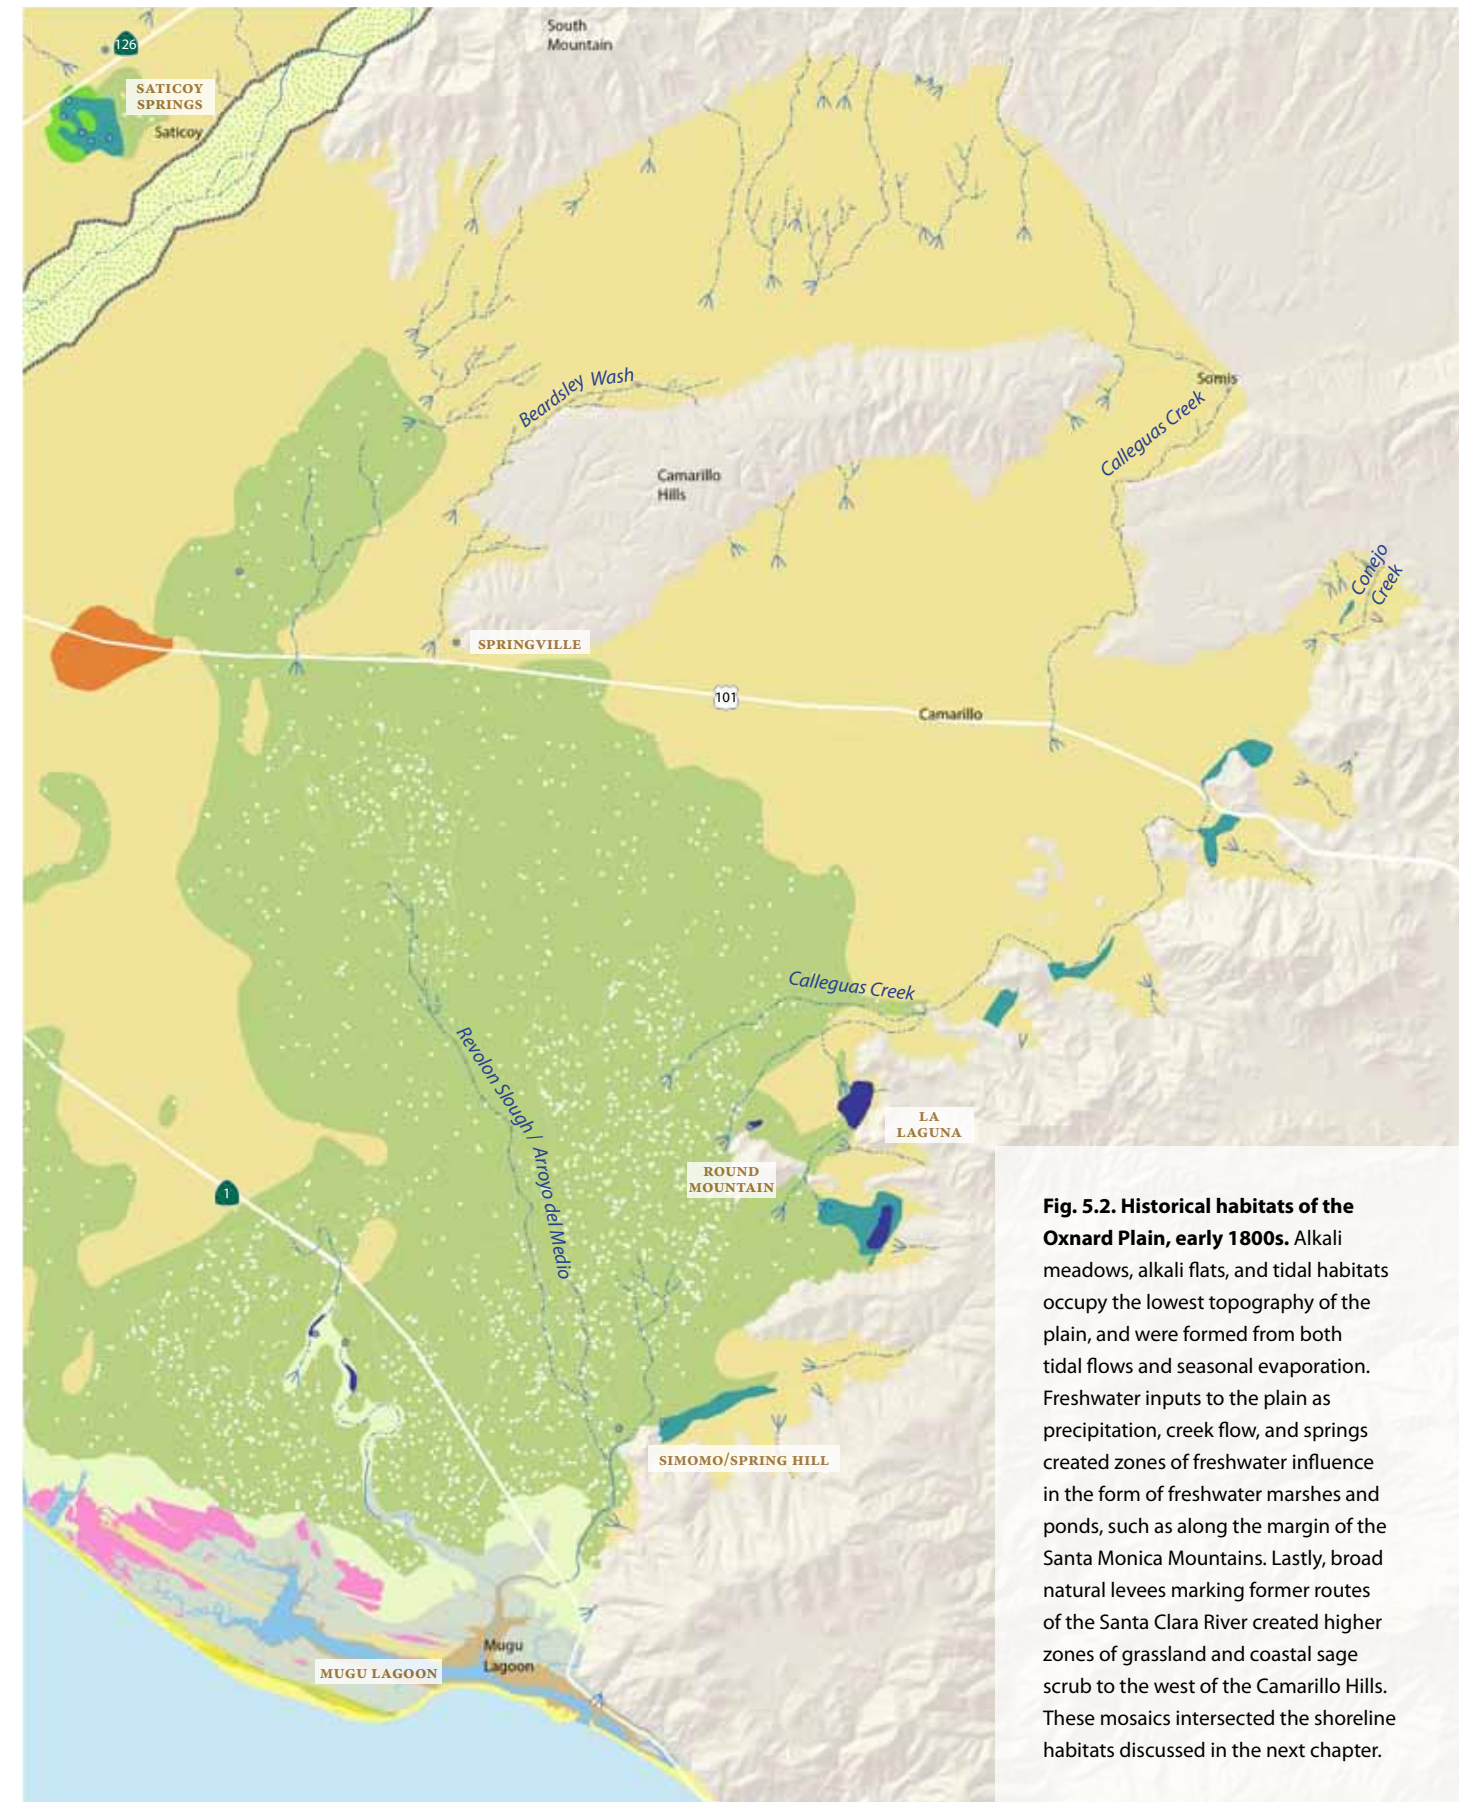 South
Mountain
126
SATICOY
SPRINGS
Saticoy
Beardsley Wash
Somis
Calleguas Creek
Camarillo
Hills
Conejo
Creek
SPRINGVILLE
101
Camarillo
Calleguas Creek
Revolon Slough / Arroyo del Medio
LA
LAGUNA
ROUND
MOUNTAIN
1
SIMOMO/SPRING HILL
Mugu
Lagoon
MUGU LAGOON
Fig. 5.2. Historical habitats of the
Oxnard Plain, early 1800s. Alkali
meadows, alkali flats, and tidal habitats
occupy the lowest topography of the
plain, and were formed from both
tidal flows and seasonal evaporation.
Freshwater inputs to the plain as
precipitation, creek flow, and springs
created zones of freshwater influence
in the form of freshwater marshes and
ponds, such as along the margin of the
Santa Monica Mountains. Lastly, broad
natural levees marking former routes
of the Santa Clara River created higher
zones of grassland and coastal sage
scrub to the west of the Camarillo Hills.
These mosaics intersected the shoreline
habitats discussed in the next chapter.